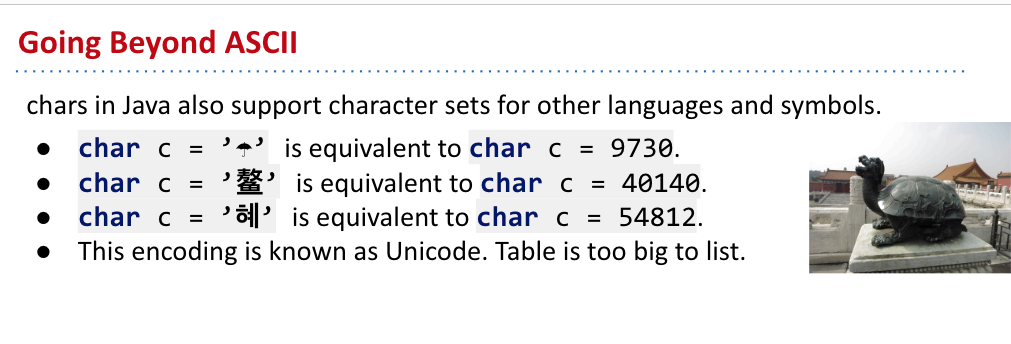 Going Beyond ASCII
chars in Java also support character sets for other languages and symbols.
● char c = ’☂’ is equivalent to char c = 9730.
● char c = ’鳌’ is equivalent to char c = 40140.
● char c = ’혜’ is equivalent to char c = 54812.
● This encoding is known as Unicode. Table is too big to list.